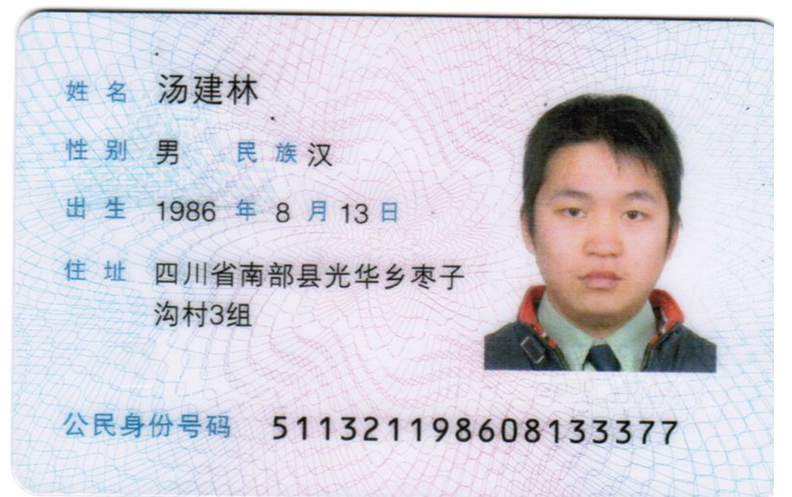 姓名 汤建林
性别 男 民族 汉
出生 1986 年 8 月 13 日
住址 四川省南部县光华乡枣子
沟村3组
公民身份号码 511321198608133377